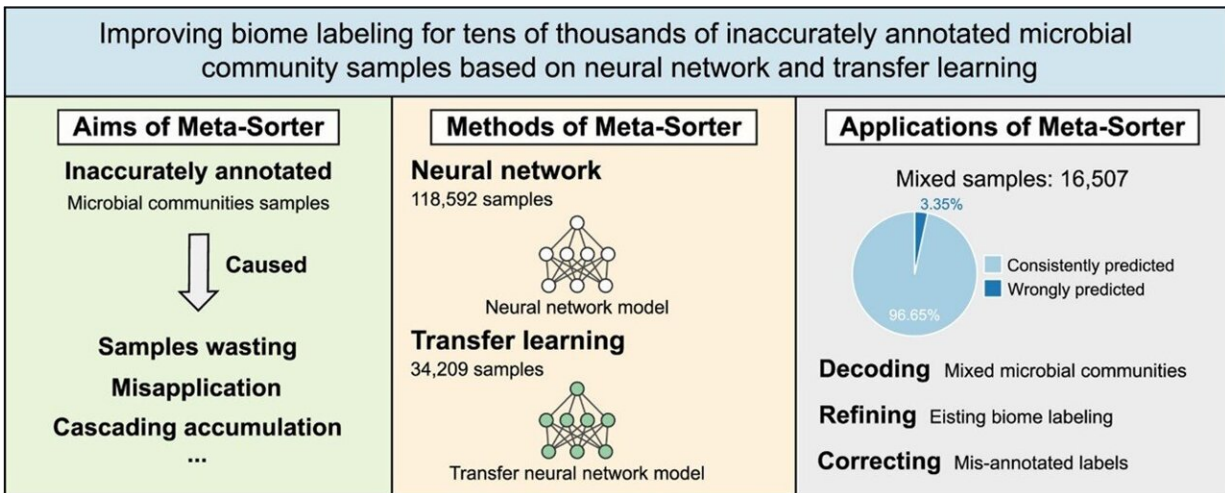 Improving biome labeling for tens of thousands of inaccurately annotated microbial
community samples based on neural network and transfer learning
Aims of Meta-Sorter
Inaccurately annotated
Microbial communities samples
Caused
Samples wasting
Misapplication
Cascading accumulation
...
Methods of Meta-Sorter
Neural network
118,592 samples
Neural network model
Transfer learning
34,209 samples
Transfer neural network model
Applications of Meta-Sorter
Mixed samples: 16,507
3.35%
96.65%
Consistently predicted
Wrongly predicted
Decoding Mixed microbial communities
Refining Eisting biome labeling
Correcting Mis-annotated labels